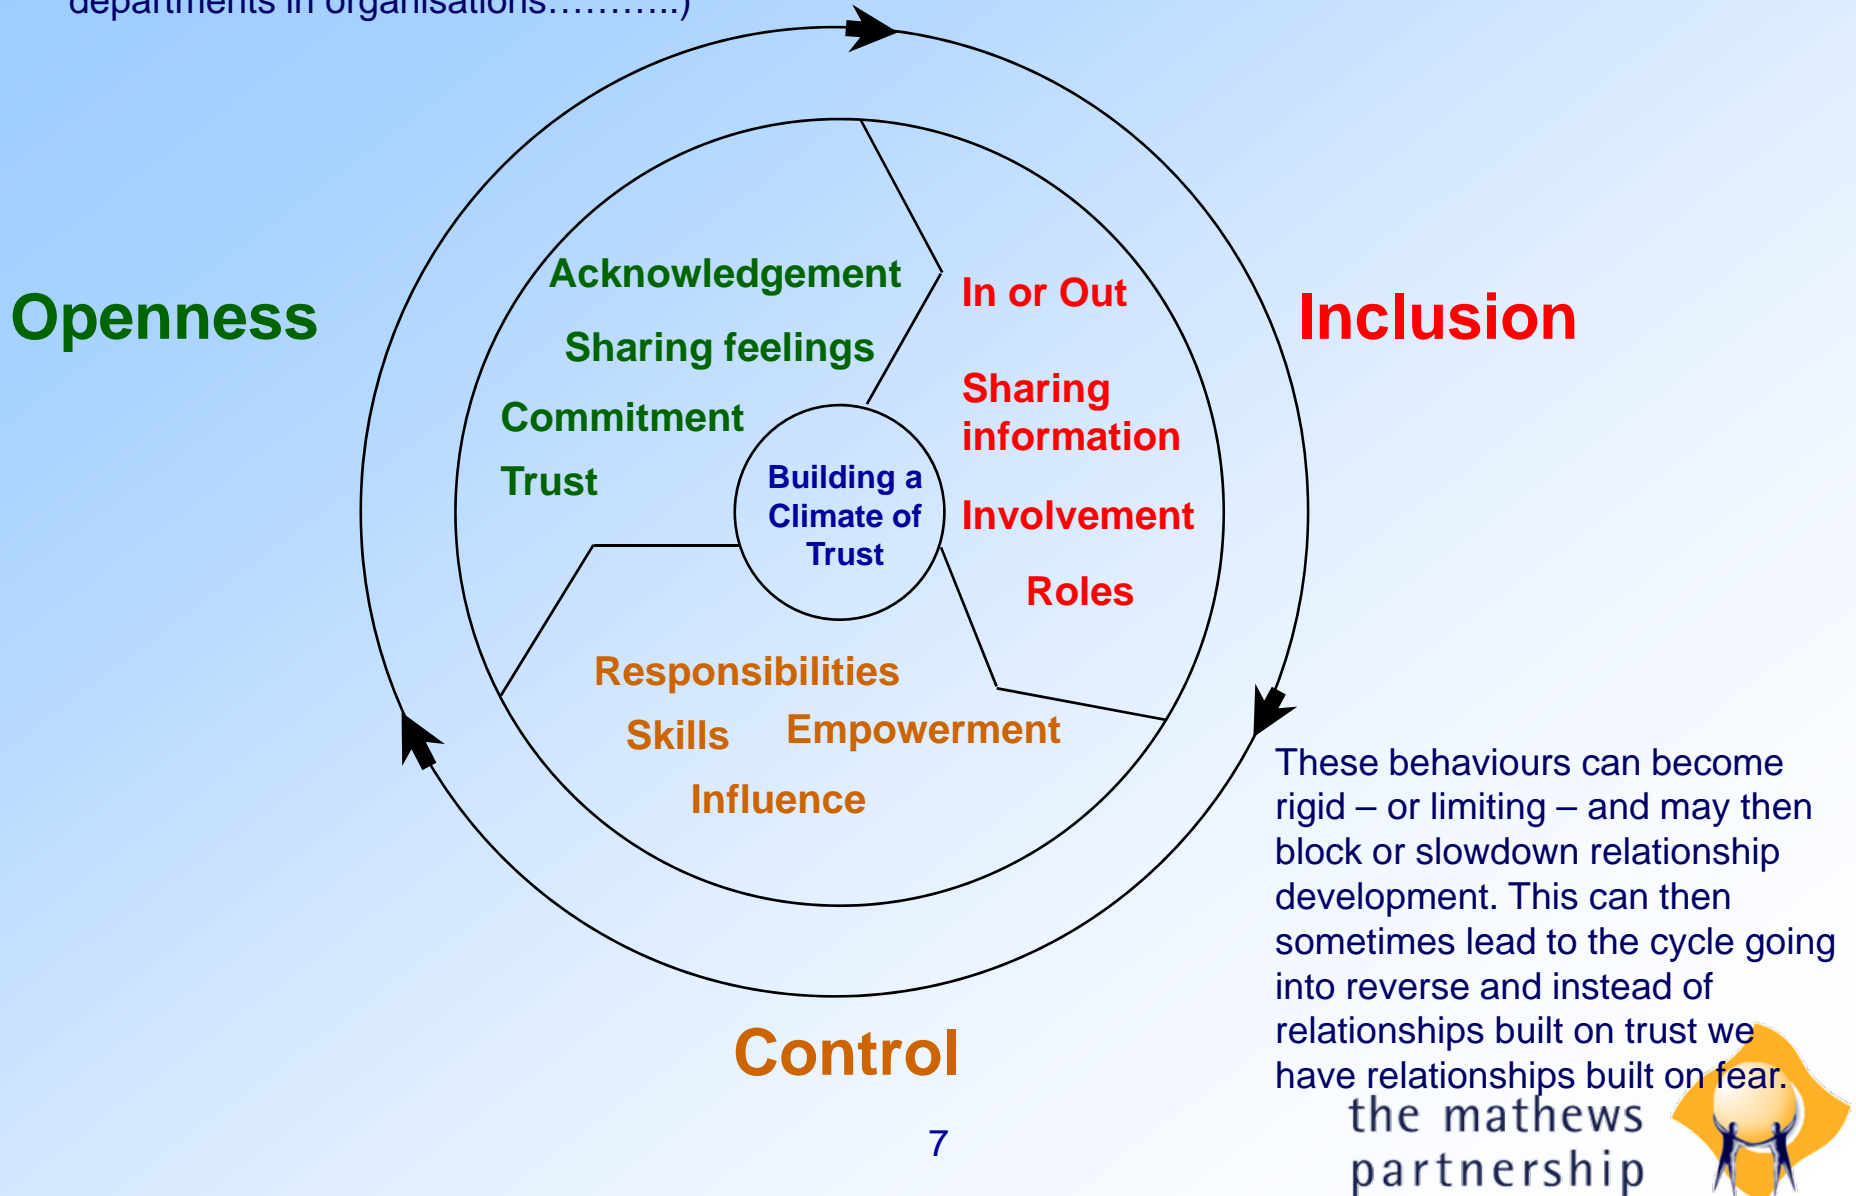 departments in organisations………..)
Openness
Acknowledgement
Sharing feelings
Commitment
Trust
In or Out
Sharing
information
Involvement
Roles
Inclusion
Building a
Climate of
Trust
Responsibilities
Skills
Empowerment
Influence
Control
These behaviours can become
rigid – or limiting – and may then
block or slowdown relationship
development. This can then
sometimes lead to the cycle going
into reverse and instead of
relationships built on trust we
have relationships built on fear.
7
the mathews
partnership